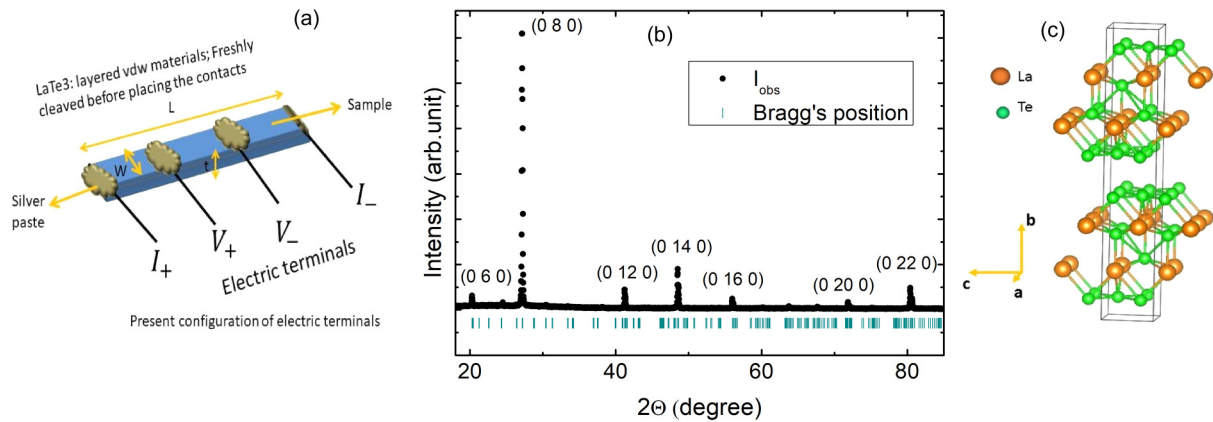 (a)
LaTe3: layered vdw materials; Freshly
cleaved before placing the contacts
L
Sample
W
t
Silver
paste
I₊
V₊
V₋
I₋
Electric terminals
Present configuration of electric terminals
(b)
Intensity (arb.unit)
(0 8 0)
I_obs
Bragg's position
(0 6 0)
(0 12 0)
(0 14 0)
(0 16 0)
(0 20 0)
(0 22 0)
20
40
60
80
2Θ (degree)
(c)
La
Te
b
c
a